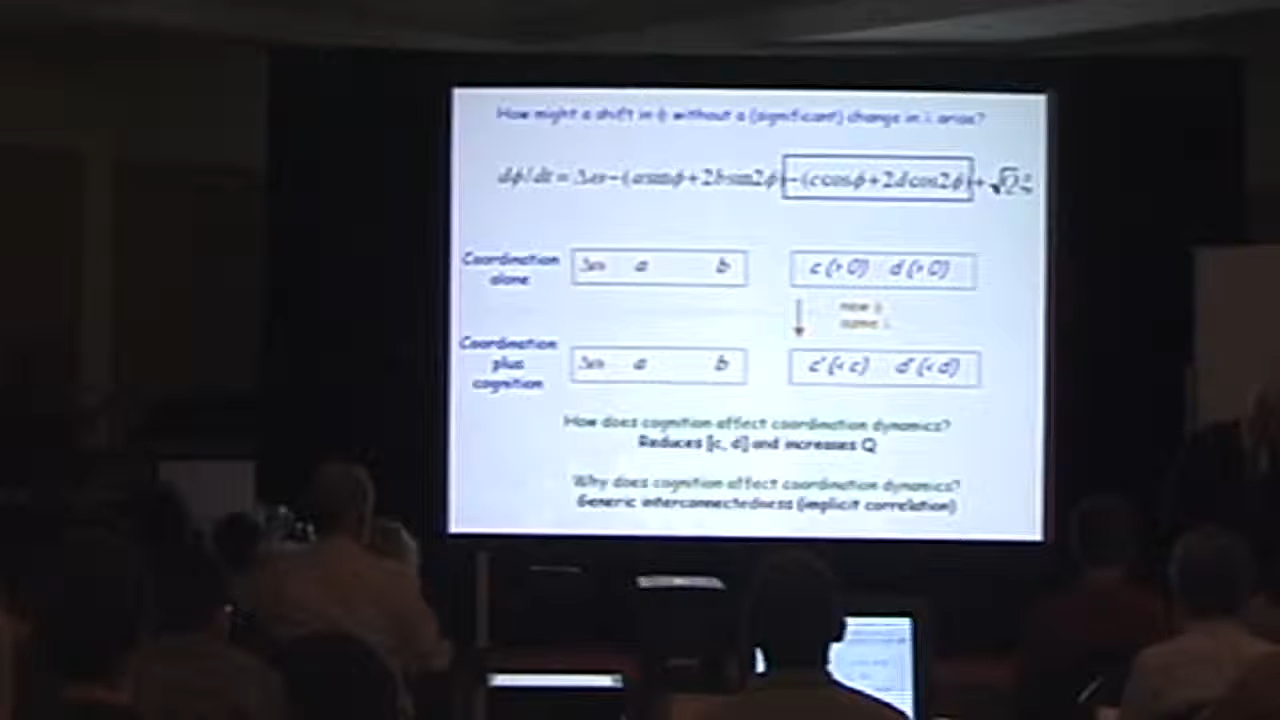 How might a shift in ϕ without a (significant) change in λ arise?
dϕ/dt = Δω − (a sinϕ + 2b sin2ϕ) − (c cosϕ + 2d cos2ϕ) + √Q ξ
Coordination alone
Δω a b
c (> 0) d (> 0)
new
same
Coordination plus cognition
Δω a b
c' (< c) d' (< d)
How does cognition affect coordination dynamics?
Reduces [c, d] and increases Q
Why does cognition affect coordination dynamics?
Generic interconnectedness (implicit correlation)